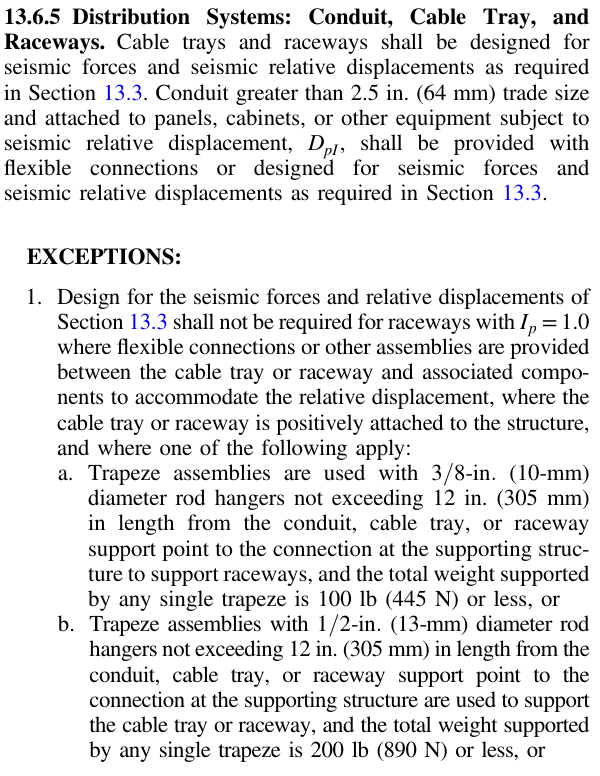 13.6.5 Distribution Systems: Conduit, Cable Tray, and
Raceways. Cable trays and raceways shall be designed for
seismic forces and seismic relative displacements as required
in Section 13.3. Conduit greater than 2.5 in. (64 mm) trade size
and attached to panels, cabinets, or other equipment subject to
seismic relative displacement, DpI, shall be provided with
flexible connections or designed for seismic forces and
seismic relative displacements as required in Section 13.3.
EXCEPTIONS:
1. Design for the seismic forces and relative displacements of
Section 13.3 shall not be required for raceways with Ip = 1.0
where flexible connections or other assemblies are provided
between the cable tray or raceway and associated compo-
nents to accommodate the relative displacement, where the
cable tray or raceway is positively attached to the structure,
and where one of the following apply:
a. Trapeze assemblies are used with 3/8-in. (10-mm)
diameter rod hangers not exceeding 12 in. (305 mm)
in length from the conduit, cable tray, or raceway
support point to the connection at the supporting struc-
ture to support raceways, and the total weight supported
by any single trapeze is 100 lb (445 N) or less, or
b. Trapeze assemblies with 1/2-in. (13-mm) diameter rod
hangers not exceeding 12 in. (305 mm) in length from the
conduit, cable tray, or raceway support point to the
connection at the supporting structure are used to support
the cable tray or raceway, and the total weight supported
by any single trapeze is 200 lb (890 N) or less, or